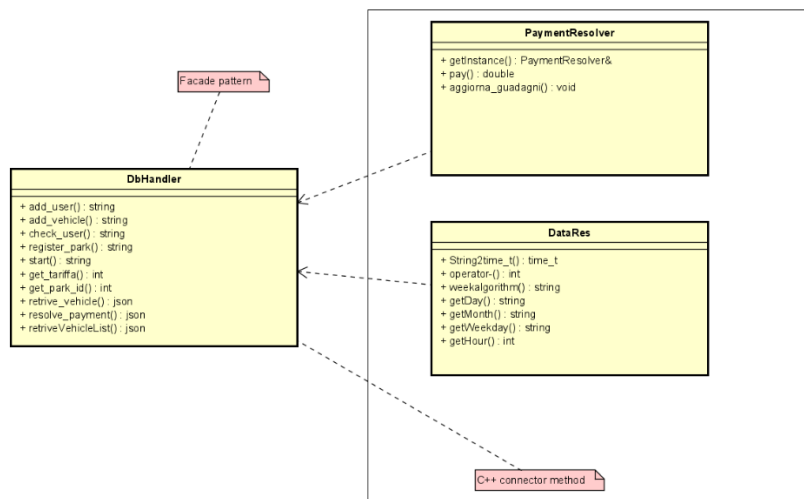 PaymentResolver
+ getInstance() : PaymentResolver&
+ pay() : double
+ aggiorna_guadagni() : void
Facade pattern
DbHandler
+ add_user() : string
+ add_vehicle() : string
+ check_user() : string
+ register_park() : string
+ start() : string
+ get_tariffa() : int
+ get_park_id() : int
+ retrive_vehicle() : json
+ resolve_payment() : json
+ retriveVehicleList() : json
DataRes
+ String2time_t() : time_t
+ operator-() : int
+ weekalgorithm() : string
+ getDay() : string
+ getMonth() : string
+ getWeekday() : string
+ getHour() : int
C++ connector method